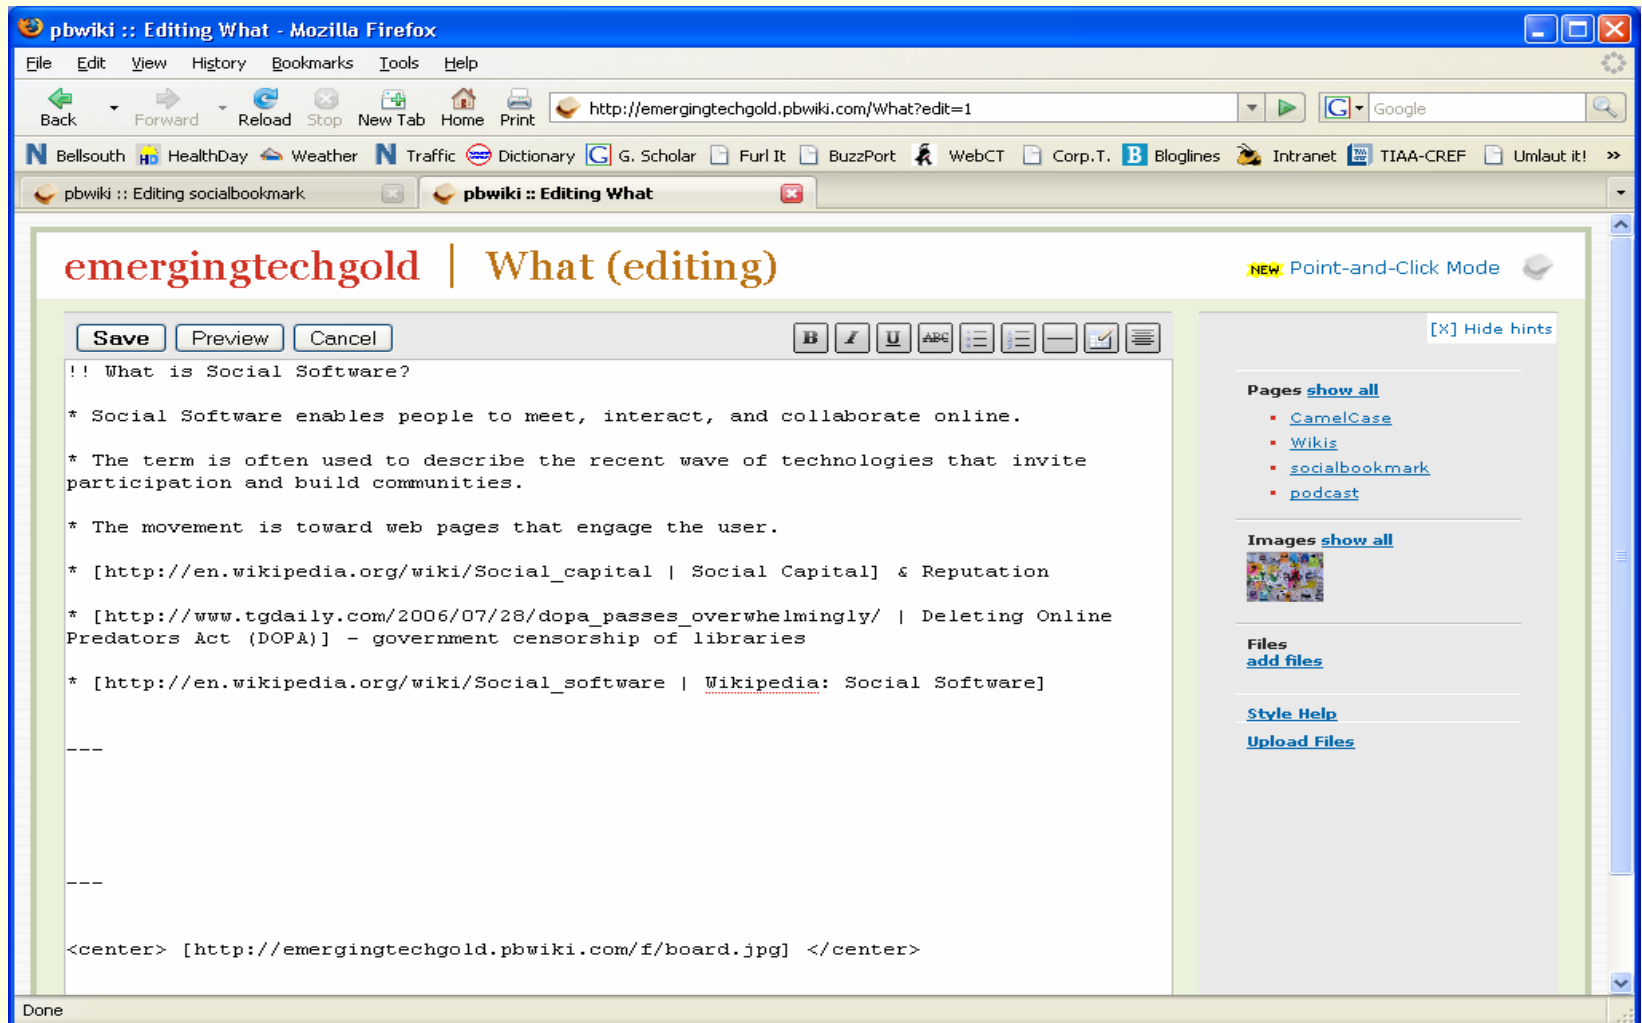 pbwiki :: Editing What - Mozilla Firefox
File Edit View History Bookmarks Tools Help
Back Forward Reload Stop New Tab Home Print http://emergingtechgold.pbwiki.com/What?edit=1 G Google
N Bellsouth HD HealthDay Weather N Traffic Dictionary G G. Scholar Furl It BuzzPort WebCT Corp.T. B Bloglines Intranet TIAA-CREF Umlaut it! »
pbwiki :: Editing socialbookmark pbwiki :: Editing What
emergingtechgold | What (editing) NEW Point-and-Click Mode
Save Preview Cancel B I U ABC
[X] Hide hints
!! What is Social Software?
* Social Software enables people to meet, interact, and collaborate online.
* The term is often used to describe the recent wave of technologies that invite
participation and build communities.
* The movement is toward web pages that engage the user.
* [http://en.wikipedia.org/wiki/Social_capital | Social Capital] & Reputation
* [http://www.tgdaily.com/2006/07/28/dopa_passes_overwhelmingly/ | Deleting Online
Predators Act (DOPA)] - government censorship of libraries
* [http://en.wikipedia.org/wiki/Social_software | Wikipedia: Social Software]
---
---
<center> [http://emergingtechgold.pbwiki.com/f/board.jpg] </center>
Pages show all
CamelCase
Wikis
socialbookmark
podcast
Images show all
Files
add files
Style Help
Upload Files
Done